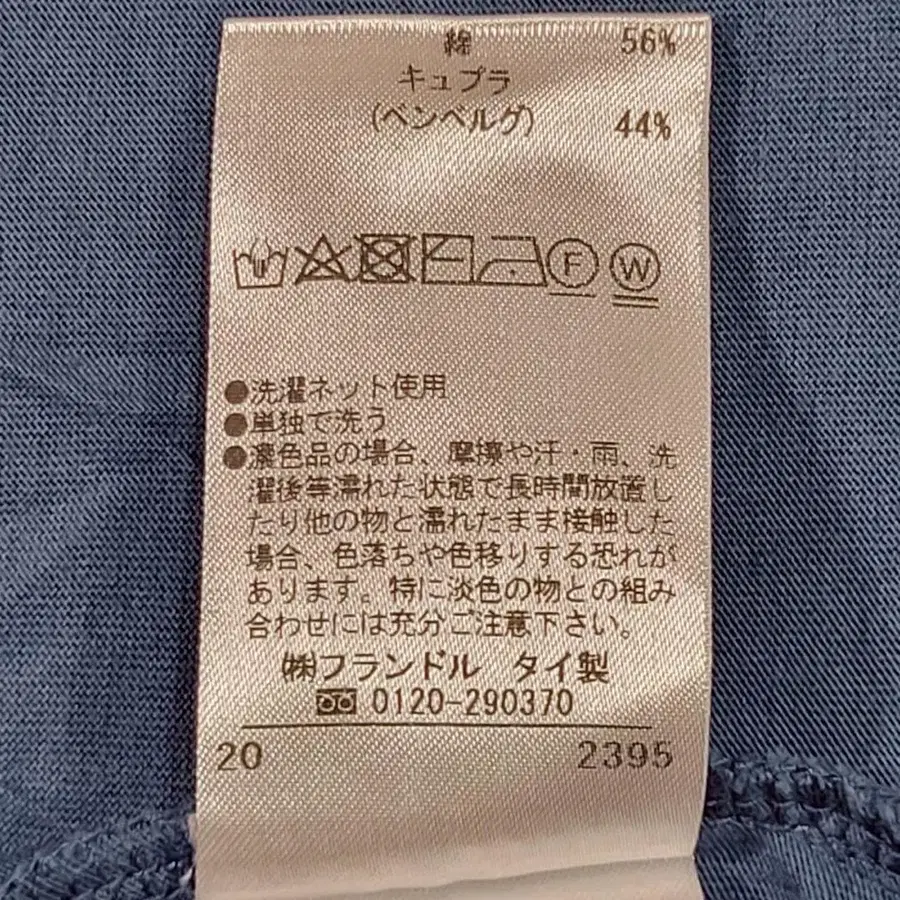 綿 56%
キュプラ
(ベンベルグ) 44%
F W
●洗濯ネット使用
●単独で洗う
●濃色品の場合、摩擦や汗・雨、洗
濯後等濡れた状態で長時間放置し
たり他の物と濡れたまま接触した
場合、色落ちや色移りする恐れが
あります。特に淡色の物との組み
合わせには充分ご注意下さい。
㈱フランドル タイ製
0120-290370
20 2395